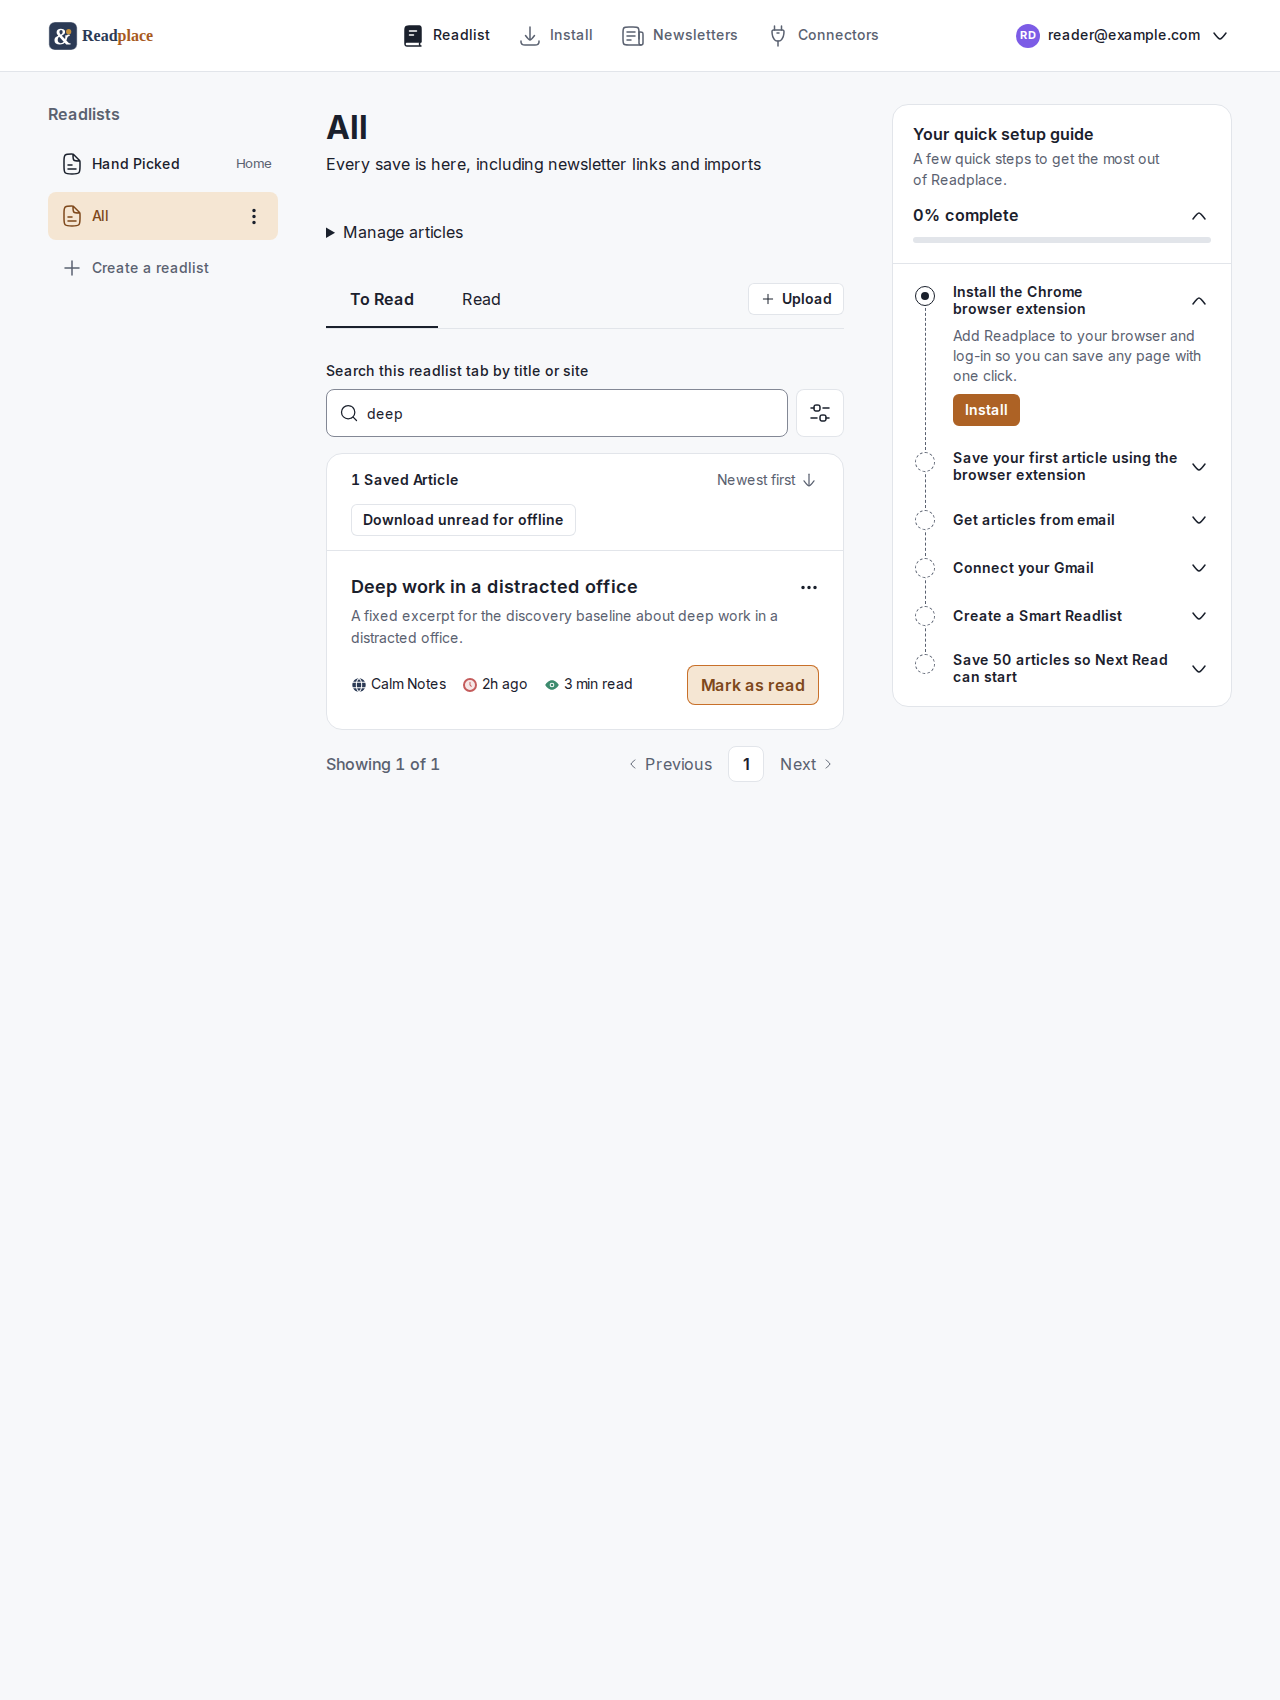 & Readplace
Readlist
Install
Newsletters
Connectors
RD
reader@example.com
Readlists
Hand Picked
Home
All
Create a readlist
All
Every save is here, including newsletter links and imports
Manage articles
To Read
Read
Upload
Search this readlist tab by title or site
deep
1 Saved Article
Newest first
Download unread for offline
Deep work in a distracted office
A fixed excerpt for the discovery baseline about deep work in a
distracted office.
Calm Notes
2h ago
3 min read
Mark as read
Showing 1 of 1
Previous
1
Next
Your quick setup guide
A few quick steps to get the most out
of Readplace.
0% complete
Install the Chrome
browser extension
Add Readplace to your browser and
log-in so you can save any page with
one click.
Install
Save your first article using the
browser extension
Get articles from email
Connect your Gmail
Create a Smart Readlist
Save 50 articles so Next Read
can start